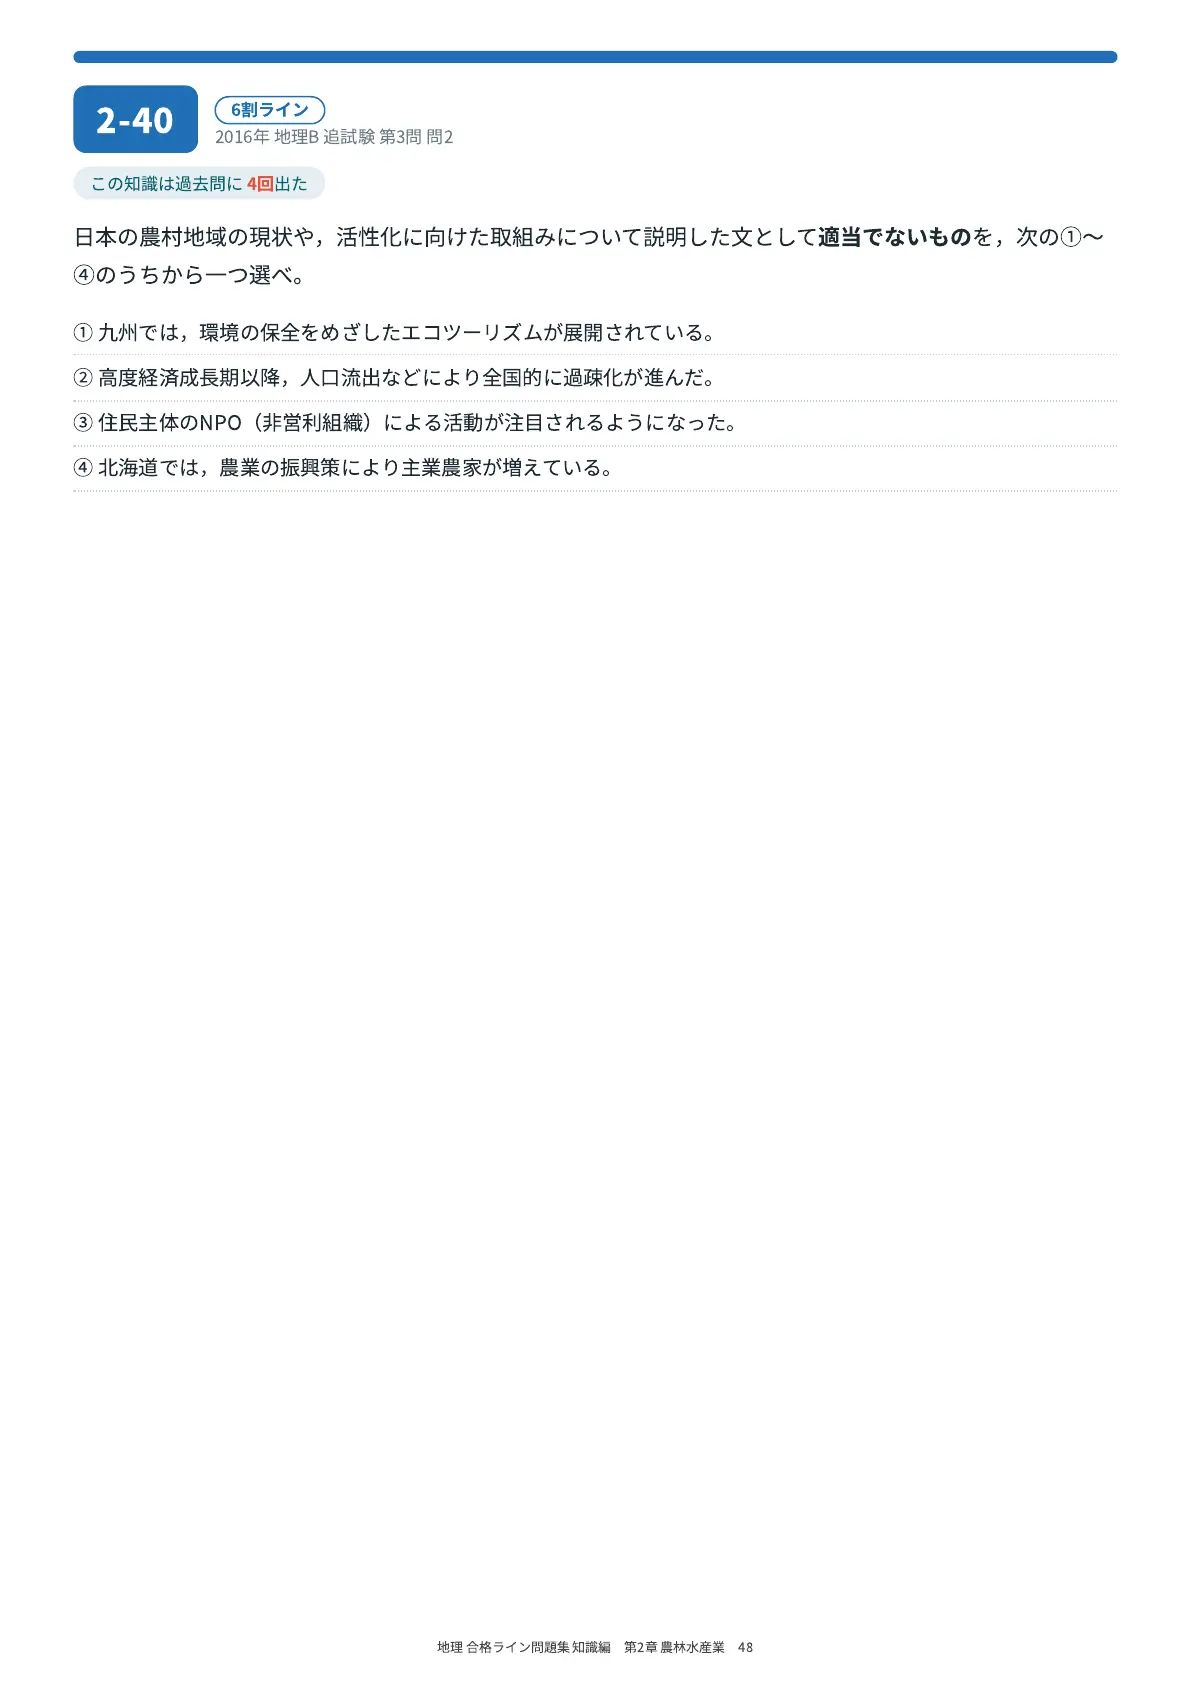 2-40
6割ライン
2016年 地理B 追試験 第3問 問2
この知識は過去問に 4回出た
日本の農村地域の現状や，活性化に向けた取組みについて説明した文として適当でないものを，次の①〜
④のうちから一つ選べ。
① 九州では，環境の保全をめざしたエコツーリズムが展開されている。
② 高度経済成長期以降，人口流出などにより全国的に過疎化が進んだ。
③ 住民主体のNPO（非営利組織）による活動が注目されるようになった。
④ 北海道では，農業の振興策により主業農家が増えている。
地理 合格ライン問題集 知識編　第2章 農林水産業　48